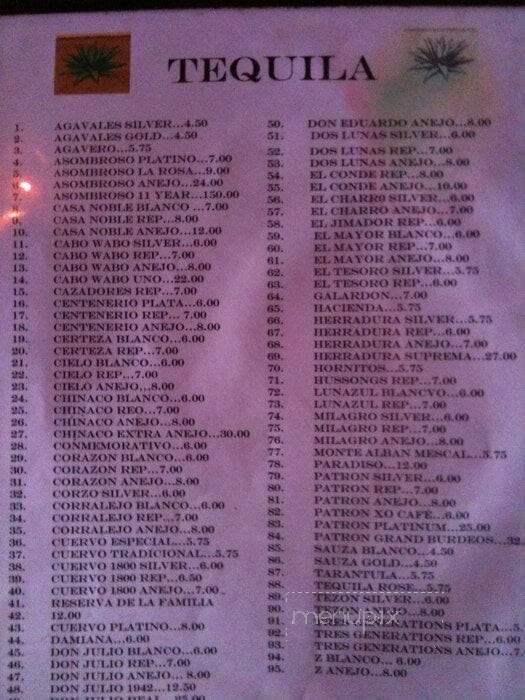 TEQUILA
1. AGAVALES SILVER...4.50
2. AGAVALES GOLD...4.50
3. AGAVERO...5.75
4. ASOMBROSO PLATINO...7.00
5. ASOMBROSO LA ROSA...9.00
6. ASOMBROSO ANEJO...24.00
7. ASOMBROSO 11 YEAR...150.00
8. CASA NOBLE BLANCO ...7.00
9. CASA NOBLE REP...8.00
10. CASA NOBLE ANEJO...12.00
11. CABO WABO SILVER...6.00
12. CABO WABO REP...7.00
13. CABO WABO ANEJO...8.00
14. CABO WABO UNO...22.00
15. CAZADORES REP...7.00
16. CENTENERIO PLATA...6.00
17. CENTENERIO REP... 7.00
18. CENTENERIO ANEJO...8.00
19. CERTEZA BLANCO...6.00
20. CERTEZA REP...7.00
21. CIELO BLANCO...6.00
22. CIELO REP...7.00
23. CIELO ANEJO...8.00
24. CHINACO BLANCO...6.00
25. CHINACO REO...7.00
26. CHINACO ANEJO...8.00
27. CHINACO EXTRA ANEJO...30.00
28. CONMEMORATIVO...6.00
29. CORAZON BLANCO...6.00
30. CORAZON REP...7.00
31. CORAZON ANEJO...8.00
32. CORZO SILVER...6.00
33. CORRALEJO BLANCO...6.00
34. CORRALEJO REP...7.00
35. CORRALEJO ANEJO...8.00
36. CUERVO ESPECIAL...5.75
37. CUERVO TRADICIONAL...5.75
38. CUERVO 1800 SILVER...6.00
39. CUERVO 1800 REP...6.50
40. CUERVO 1800 ANEJO...7.00
41. RESERVA DE LA FAMILIA
42. 12.00
43. CUERVO PLATINO...8.00
44. DAMIANA...6.00
45. DON JULIO BLANCO...6.00
46. DON JULIO REP...7.00
47. DON JULIO ANEJO... 8.00
48. DON JULIO 1942...12.50
DON JULIO REAL...25.00
50. DON EDUARDO ANEJO...8.00
51. DOS LUNAS SILVER...6.00
52. DOS LUNAS REP...7.00
53. DOS LUNAS ANEJO...8.00
54. EL CONDE REP...8.00
55. EL CONDE ANEJO...10.00
56. EL CHARRO SILVER...6.00
57. EL CHARRO ANEJO...7.00
58. EL JIMADOR REP...6.00
59. EL MAYOR BLANCO...6.00
60. EL MAYOR REP...7.00
61. EL MAYOR ANEJO...8.00
62. EL TESORO SILVER...5.75
63. EL TESORO REP...6.00
64. GALARDON...7.00
65. HACIENDA...5.75
66. HERRADURA SILVER...5.75
67. HERRADURA REP...6.00
68. HERRADURA ANEJO...7.00
69. HERRADURA SUPREMA...27.00
70. HORNITOS...5.75
71. HUSSONGS REP...7.00
72. LUNAZUL BLANCVO...6.00
73. LUNAZUL REP...7.00
74. MILAGRO SILVER...6.00
75. MILAGRO REP...7.00
76. MILAGRO ANEJO...8.00
77. MONTE ALBAN MESCAL...5.75
78. PARADISO...12.00
79. PATRON SILVER...6.00
80. PATRON REP...7.00
81. PATRON ANEJO...8.00
82. PATRON XO CAFE...6.00
83. PATRON PLATINUM...25.00
84. PATRON GRAND BURDEOS...32.
85. SAUZA BLANCO...4.50
86. SAUZA GOLD...4.50
87. TARANTULA...5.75
88. TEQUILA ROSE...5.75
89. TEZON SILVER...6.00
90. 8.00
91. GENERATIONS PLATA...5.
92. TRES GENERATIONS REP...6.00
93. TRES GENERATIONS ANEJO...7.
94. Z BLANCO... 6.00
95. Z ANEJO...8.00
menupix